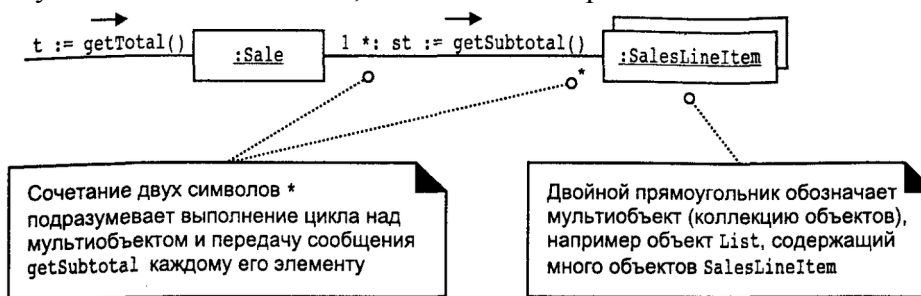 t := getTotal()
:Sale
1 *: st := getSubtotal()
*
:SalesLineItem
Сочетание двух символов *
подразумевает выполнение цикла над
мультиобъектом и передачу сообщения
getSubtotal каждому его элементу
Двойной прямоугольник обозначает
мультиобъект (коллекцию объектов),
например объект List, содержащий
много объектов SalesLineItem